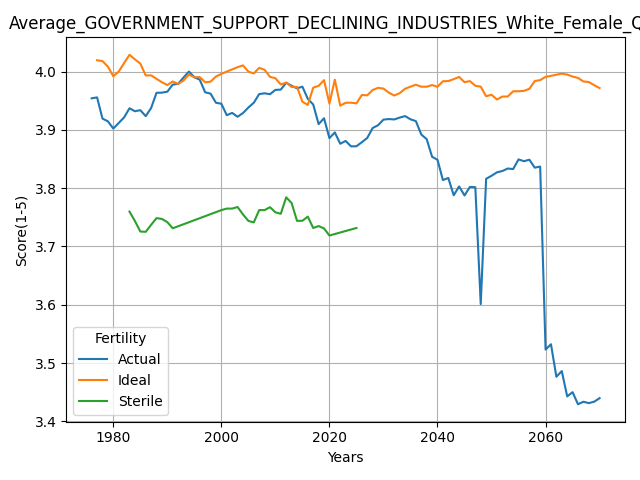 Average_GOVERNMENT_SUPPORT_DECLINING_INDUSTRIES_White_Female_
Score(1-5)
4.0
3.9
3.8
3.7
3.6
3.5
3.4
Fertility
Actual
Ideal
Sterile
1980 2000 2020 2040 2060
Years